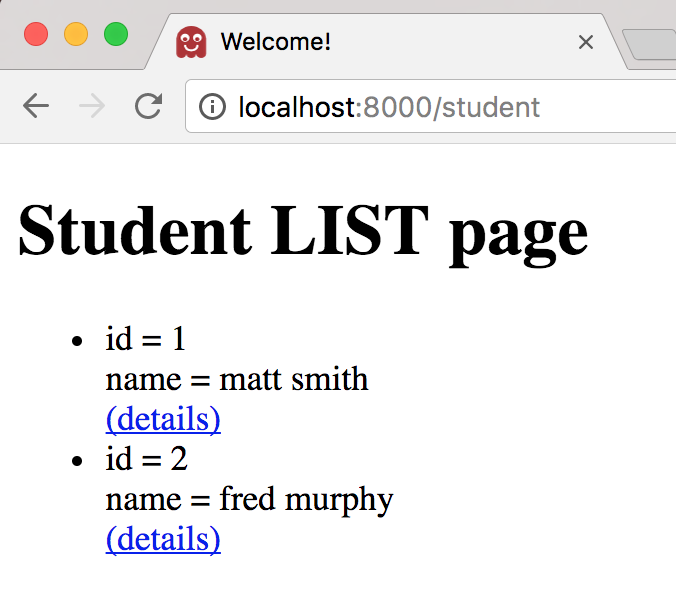 Welcome!
localhost:8000/student
Student LIST page
id = 1
name = matt smith
(details)
id = 2
name = fred murphy
(details)